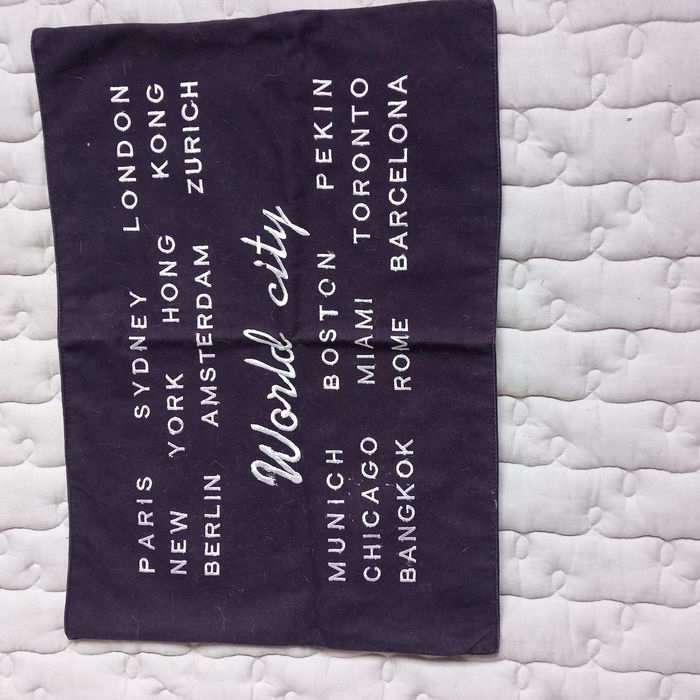 PARIS SYDNEY LONDON
NEW YORK HONG KONG
BERLIN AMSTERDAM ZURICH
World city
MUNICH BOSTON PEKIN
CHICAGO MIAMI TORONTO
BANGKOK ROME BARCELONA